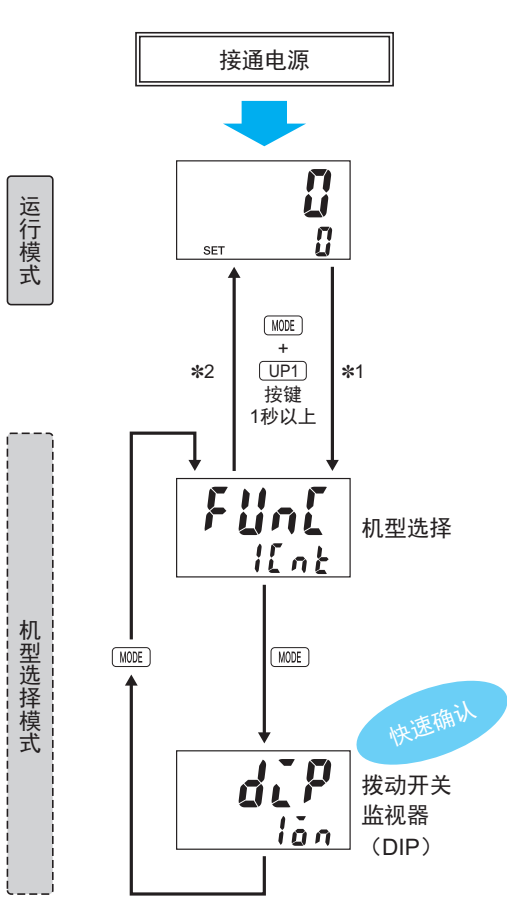 接通电源
0
SET 0
运行模式
MODE
+
UP1
按键
1秒以上
✽2
✽1
FUnC
1Cnt
机型选择
机型选择模式
MODE
MODE
快速确认
diP
1on
拨动开关
监视器
（DIP）